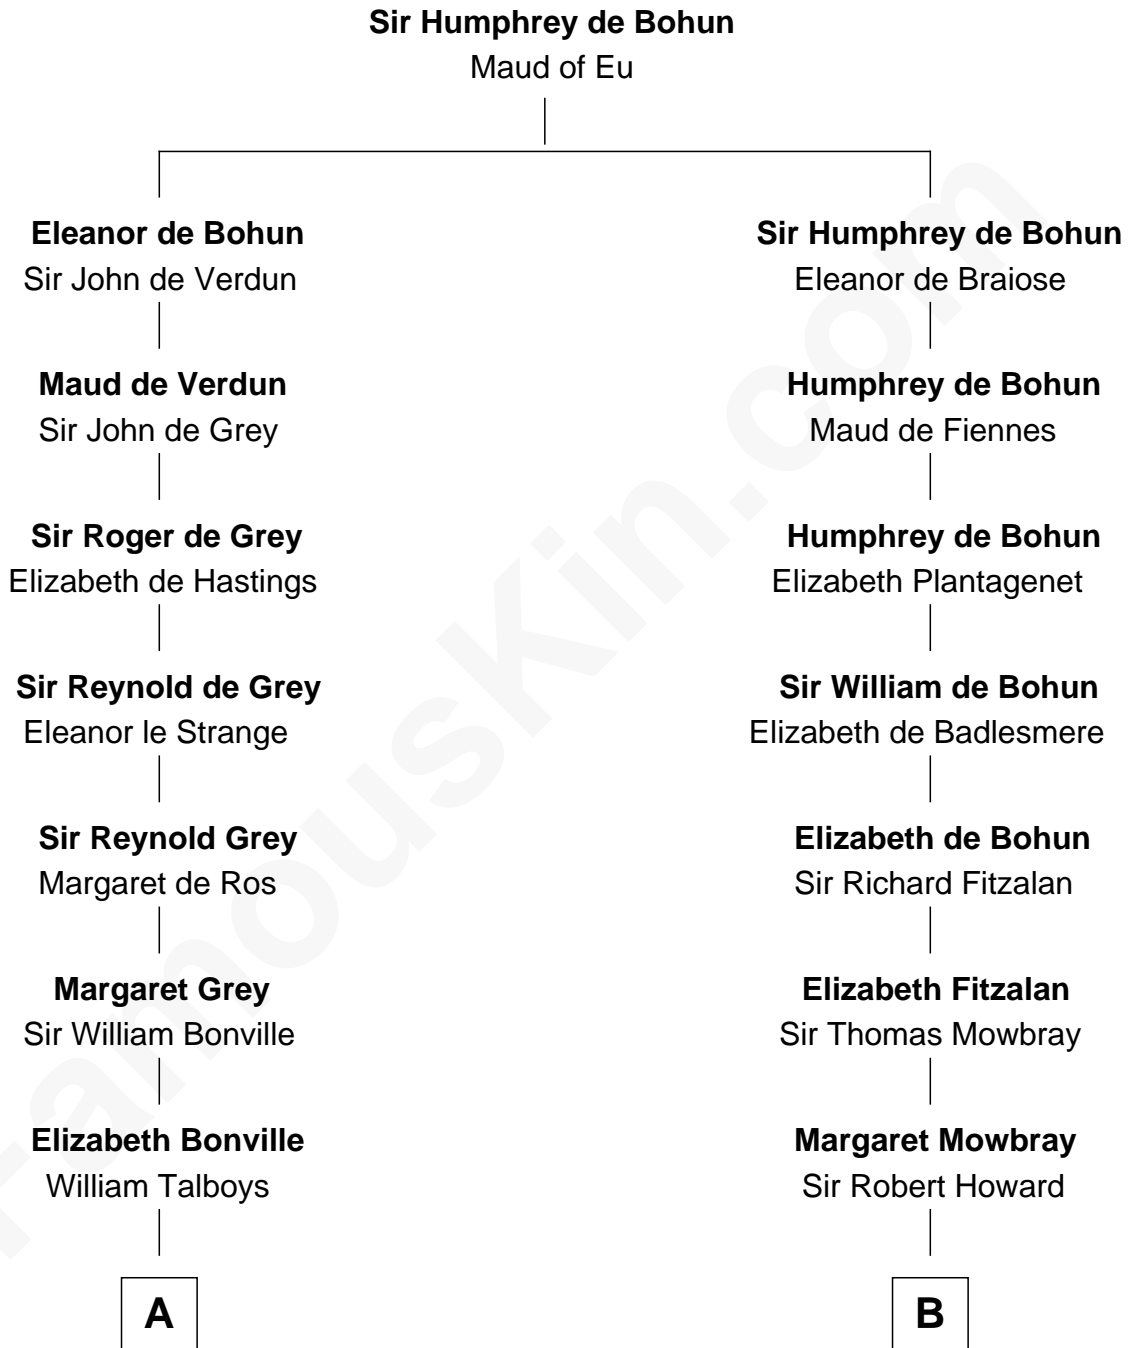 Sir Humphrey de Bohun
Maud of Eu
Eleanor de Bohun
Sir John de Verdun
Maud de Verdun
Sir John de Grey
Sir Roger de Grey
Elizabeth de Hastings
Sir Reynold de Grey
Eleanor le Strange
Sir Reynold Grey
Margaret de Ros
Margaret Grey
Sir William Bonville
Elizabeth Bonville
William Talboys
A
Sir Humphrey de Bohun
Eleanor de Braiose
Humphrey de Bohun
Maud de Fiennes
Humphrey de Bohun
Elizabeth Plantagenet
Sir William de Bohun
Elizabeth de Badlesmere
Elizabeth de Bohun
Sir Richard Fitzalan
Elizabeth Fitzalan
Sir Thomas Mowbray
Margaret Mowbray
Sir Robert Howard
B
FamousKin.com